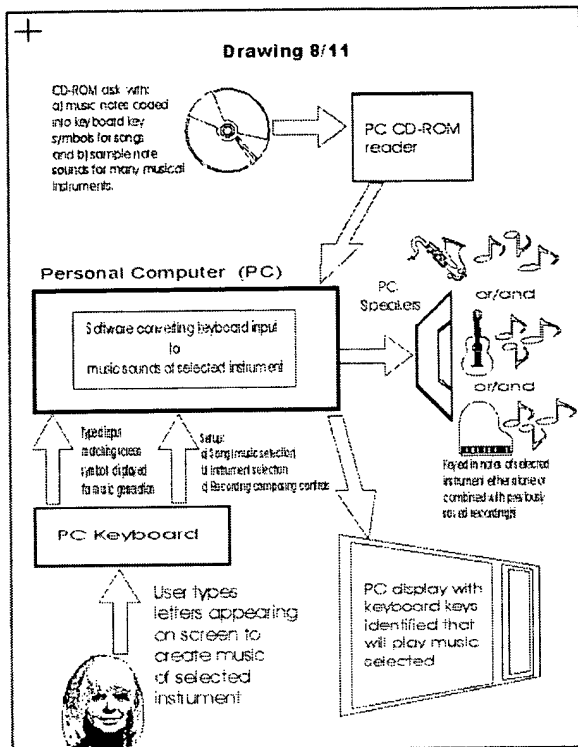 Drawing 8/11
CD-ROM disk with:
a) music notes coded
into keyboard key
symbols for songs
and b) sample note
sounds for many musical
instruments.
PC CD-ROM
reader
Personal Computer (PC)
Software converting keyboard input
to
music sounds of selected instrument
PC
Speakers
or/and
or/and
Keyed in notes of selected
instrument either alone or
combined with previously
saved recordings)
Typed input
matching screen
symbol displayed
for music generation
Setup:
a) Song (music selection)
b) Instrument selection
c) Recording composing controls
PC Keyboard
User types
letters appearing
on screen to
create music
of selected
instrument
PC display with
keyboard keys
identified that
will play music
selected